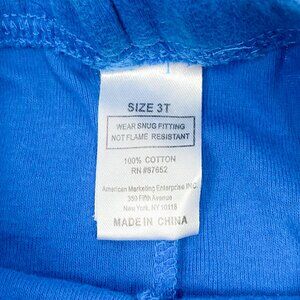 SIZE 3T
WEAR SNUG FITTING
NOT FLAME RESISTANT
100% COTTON
RN #87652
American Marketing Enterprise INC.
350 Fifth Avenue
New York, NY 10118
MADE IN CHINA